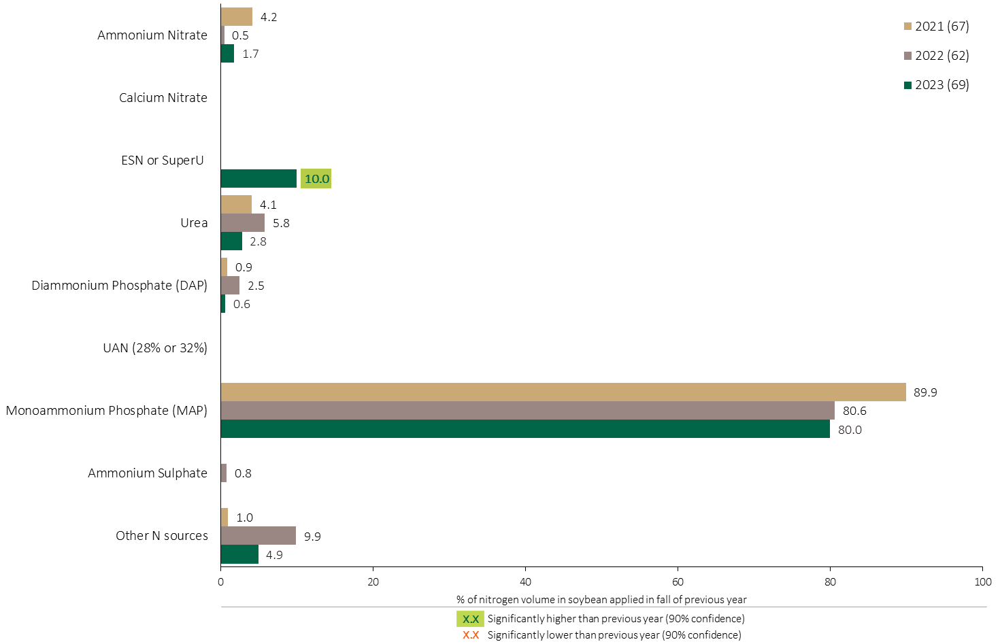 Ammonium Nitrate
4.2
0.5
1.7
Calcium Nitrate
ESN or SuperU
10.0
Urea
4.1
5.8
2.8
Diammonium Phosphate (DAP)
0.9
2.5
0.6
UAN (28% or 32%)
Monoammonium Phosphate (MAP)
89.9
80.6
80.0
Ammonium Sulphate
0.8
Other N sources
1.0
9.9
4.9
2021 (67)
2022 (62)
2023 (69)
0 20 40 60 80 100
% of nitrogen volume in soybean applied in fall of previous year
X.X Significantly higher than previous year (90% confidence)
X.X Significantly lower than previous year (90% confidence)